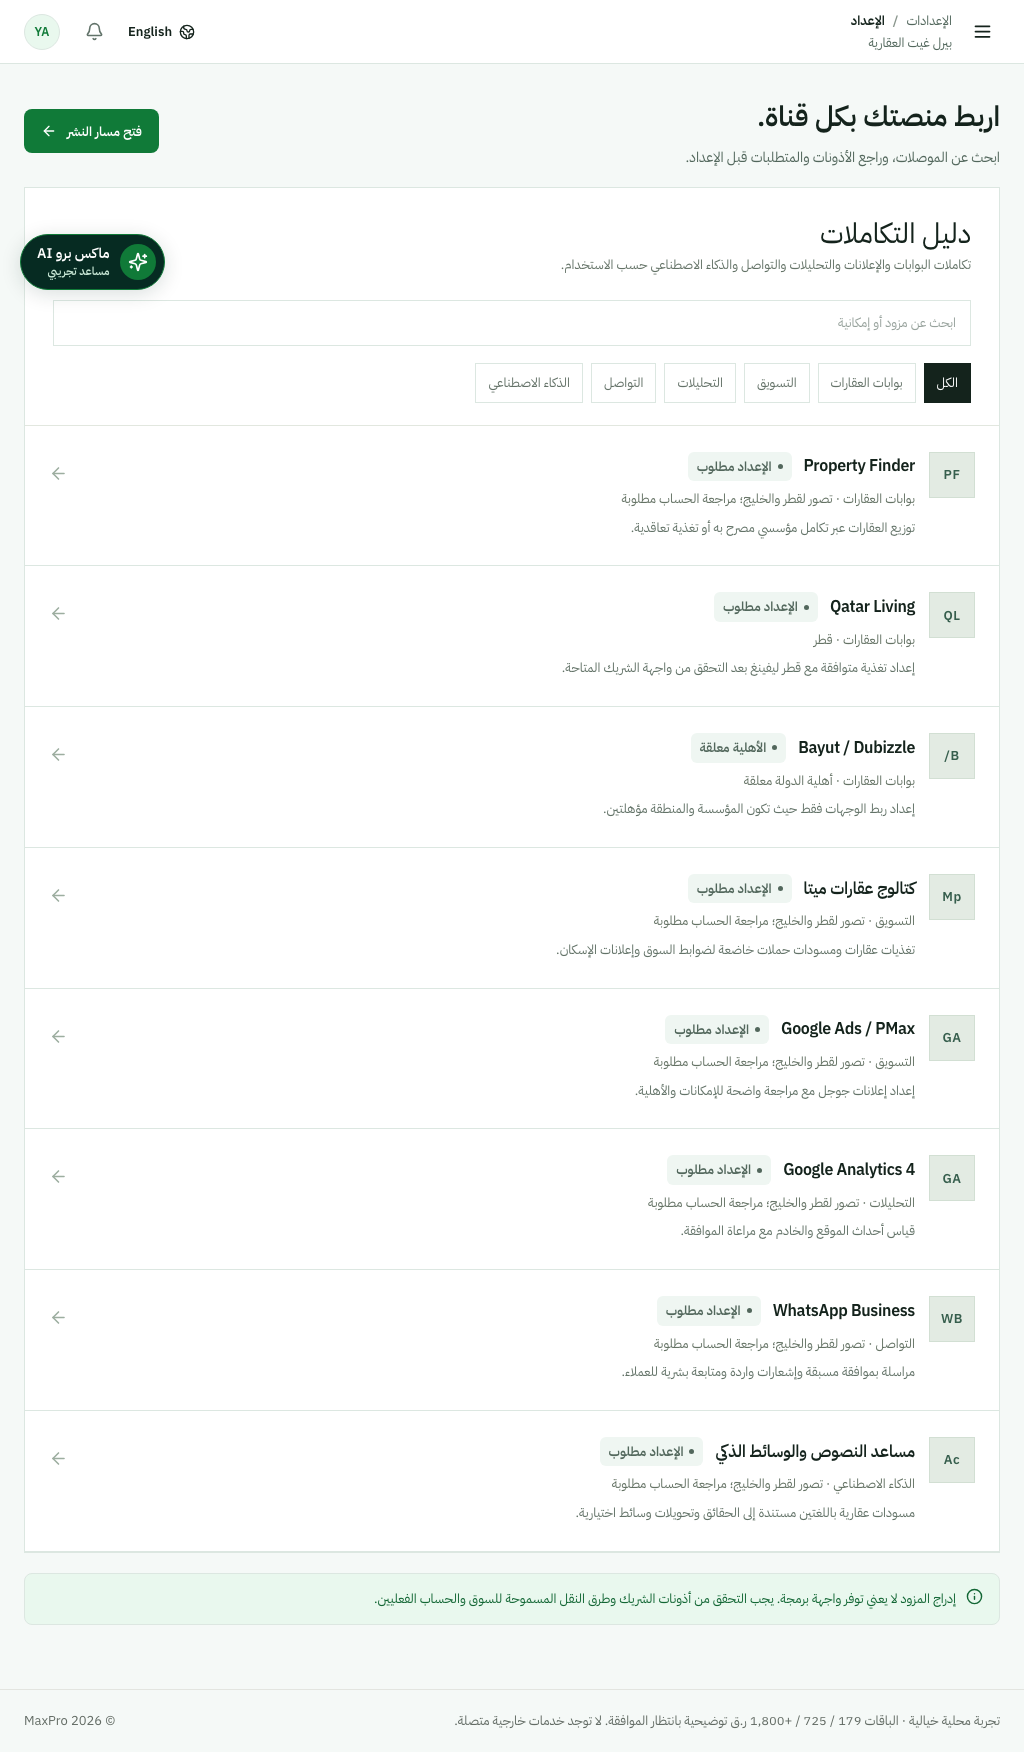 الإعدادات / الإعداد
بيرل غيت العقارية
English
YA
اربط منصتك بكل قناة.
ابحث عن الموصلات، وراجع الأذونات والمتطلبات قبل الإعداد.
فتح مسار النشر
دليل التكاملات
تكاملات البوابات والإعلانات والتحليلات والتواصل والذكاء الاصطناعي حسب الاستخدام.
ماكس برو AI
مساعد تجريبي
ابحث عن مزود أو إمكانية
الكل
بوابات العقارات
التسويق
التحليلات
التواصل
الذكاء الاصطناعي
PF
Property Finder • الإعداد مطلوب
بوابات العقارات · تصور لقطر والخليج؛ مراجعة الحساب مطلوبة
توزيع العقارات عبر تكامل مؤسسي مصرح به أو تغذية تعاقدية.
QL
Qatar Living • الإعداد مطلوب
بوابات العقارات · قطر
إعداد تغذية متوافقة مع قطر ليفينغ بعد التحقق من واجهة الشريك المتاحة.
B/
Bayut / Dubizzle • الأهلية معلقة
بوابات العقارات · أهلية الدولة معلقة
إعداد ربط الوجهات فقط حيث تكون المؤسسة والمنطقة مؤهلتين.
Mp
كتالوج عقارات ميتا • الإعداد مطلوب
التسويق · تصور لقطر والخليج؛ مراجعة الحساب مطلوبة
تغذيات عقارات ومسودات حملات خاضعة لضوابط السوق وإعلانات الإسكان.
GA
Google Ads / PMax • الإعداد مطلوب
التسويق · تصور لقطر والخليج؛ مراجعة الحساب مطلوبة
إعداد إعلانات جوجل مع مراجعة واضحة للإمكانات والأهلية.
GA
Google Analytics 4 • الإعداد مطلوب
التحليلات · تصور لقطر والخليج؛ مراجعة الحساب مطلوبة
قياس أحداث الموقع والخادم مع مراعاة الموافقة.
WB
WhatsApp Business • الإعداد مطلوب
التواصل · تصور لقطر والخليج؛ مراجعة الحساب مطلوبة
مراسلة بموافقة مسبقة وإشعارات واردة ومتابعة بشرية للعملاء.
Ac
مساعد النصوص والوسائط الذكي • الإعداد مطلوب
الذكاء الاصطناعي · تصور لقطر والخليج؛ مراجعة الحساب مطلوبة
مسودات عقارية باللغتين مستندة إلى الحقائق وتحويلات وسائط اختيارية.
إدراج المزود لا يعني توفر واجهة برمجة. يجب التحقق من أذونات الشريك وطرق النقل المسموحة للسوق والحساب الفعليين.
تجربة محلية خيالية · الباقات 179 / 725 / +1,800 ر.ق توضيحية بانتظار الموافقة. لا توجد خدمات خارجية متصلة.
© 2026 MaxPro